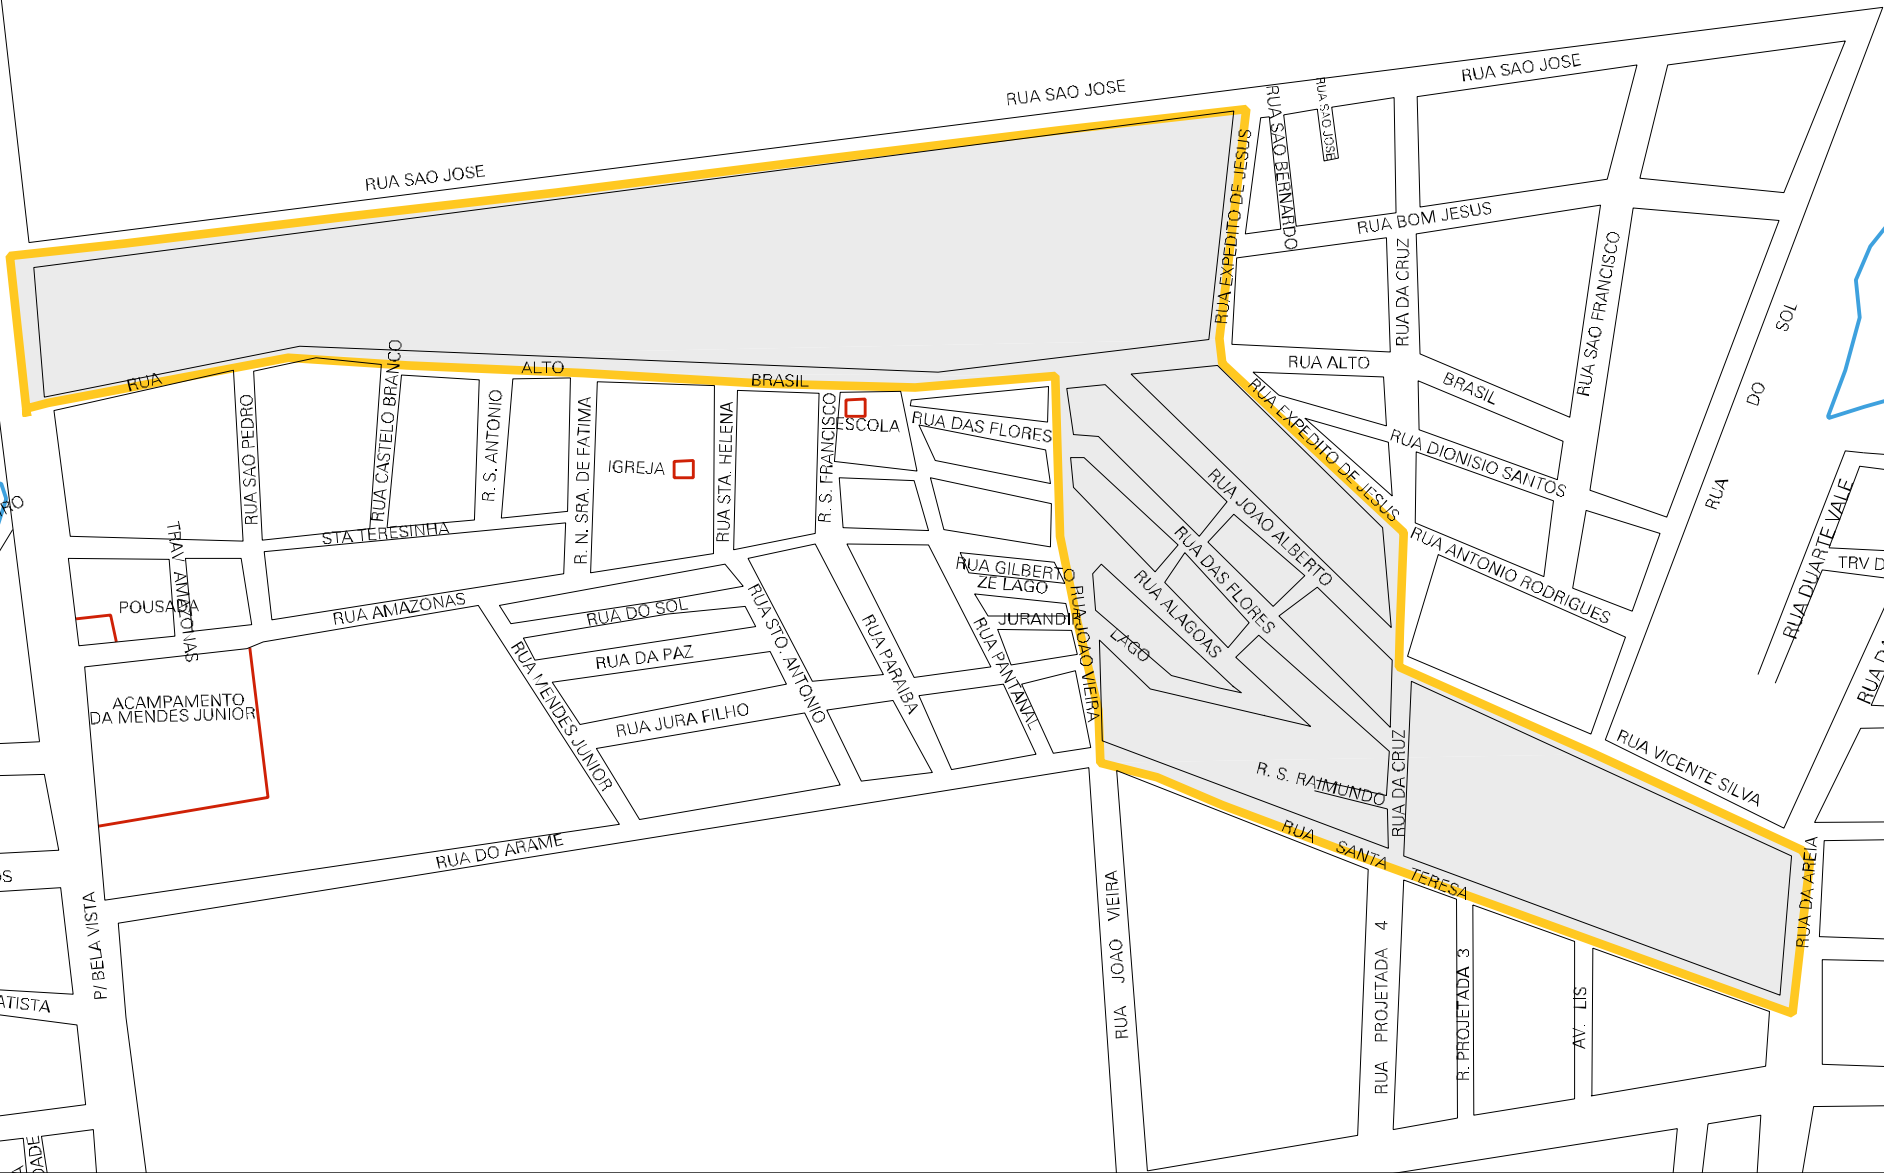 RUA SAO JOSE
RUA SAO JOSE
RUA SAO JOSE
RUA SAO JOSE
RUA SAO BERNARDO
RUA EXPEDITO DE JESUS
RUA BOM JESUS
RUA DA CRUZ
RUA SAO FRANCISCO
RUA DO SOL
RUA ALTO BRASIL
RUA ALTO BRASIL
RUA EXPEDITO DE JESUS
RUA DIONISIO SANTOS
RUA ANTONIO RODRIGUES
RUA SAO PEDRO
RUA CASTELO BRANCO
R. S. ANTONIO
R. N. SRA. DE FATIMA
IGREJA
RUA STA. HELENA
R. S. FRANCISCO
ESCOLA
RUA DAS FLORES
RUA JOAO ALBERTO
RUA DAS FLORES
RUA ALAGOAS
LAGO
RO
TRAV AMAZONAS
STA TERESINHA
POUSADA
RUA AMAZONAS
RUA DO SOL
RUA DA PAZ
RUA JURA FILHO
RUA MENDES JUNIOR
RUA STO. ANTONIO
RUA PARAIBA
RUA PANTANAL
RUA GILBERTO
ZE LAGO
JURANDIR
RUA JOAO VIEIRA
ACAMPAMENTO
DA MENDES JUNIOR
RUA DUARTE VALE
TRV D
RUA DA
RUA VICENTE SILVA
R. S. RAIMUNDO
RUA DA CRUZ
RUA SANTA TERESA
RUA DA AREIA
RUA DO ARAME
OS
P/ BELA VISTA
ATISTA
RUA JOAO VIEIRA
RUA PROJETADA 4
R. PROJETADA 3
AV. LIS
DADE